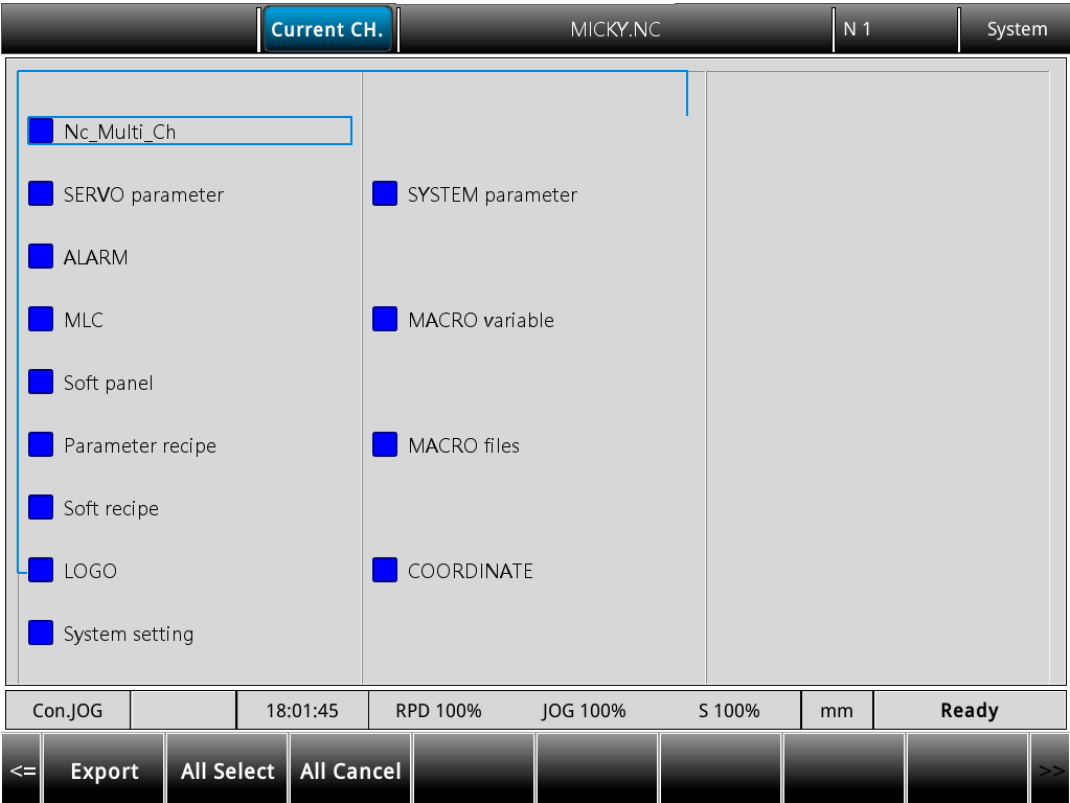 Current CH. MICKY.NC N 1 System
Nc_Multi_Ch
SERVO parameter SYSTEM parameter
ALARM
MLC MACRO variable
Soft panel
Parameter recipe MACRO files
Soft recipe
LOGO COORDINATE
System setting
Con.JOG 18:01:45 RPD 100% JOG 100% S 100% mm Ready
<= Export All Select All Cancel >>